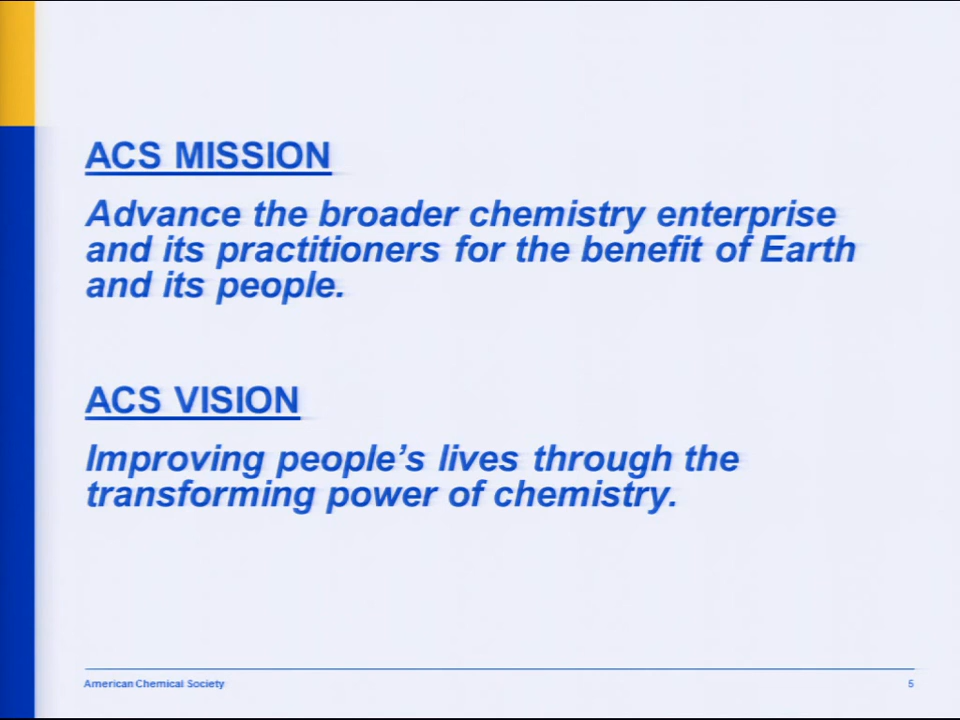 ACS MISSION
Advance the broader chemistry enterprise
and its practitioners for the benefit of Earth
and its people.
ACS VISION
Improving people’s lives through the
transforming power of chemistry.
American Chemical Society
5